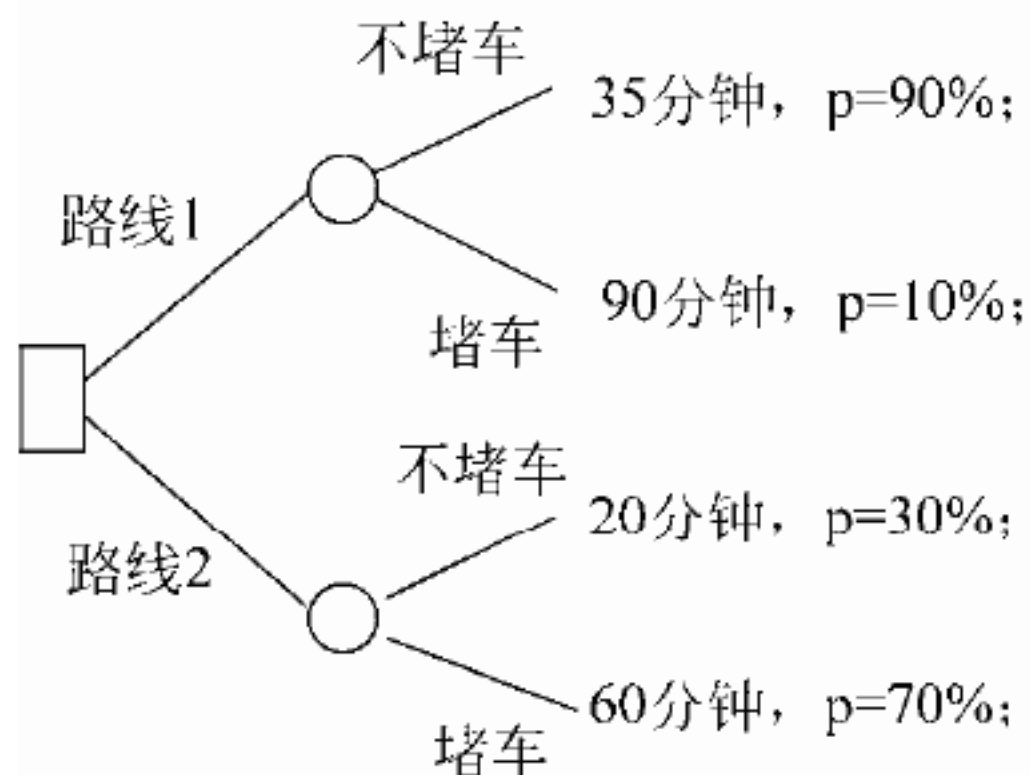 不堵车
35分钟，p=90%；
路线1
90分钟，p=10%；
堵车
不堵车
20分钟，p=30%；
路线2
60分钟，p=70%；
堵车